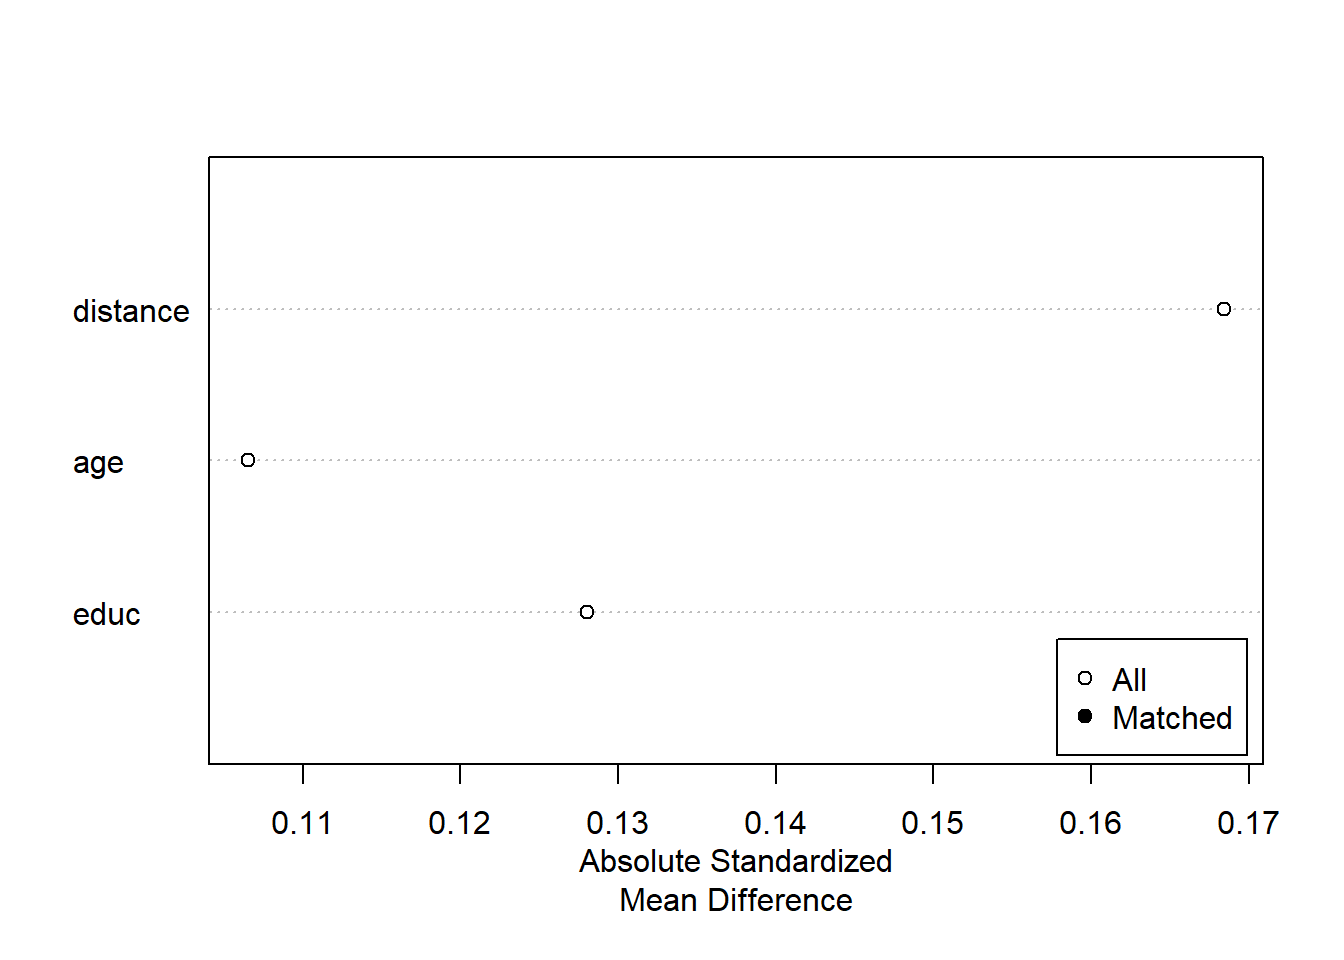 distance
age
educ
All
Matched
0.11 0.12 0.13 0.14 0.15 0.16 0.17
Absolute Standardized
Mean Difference